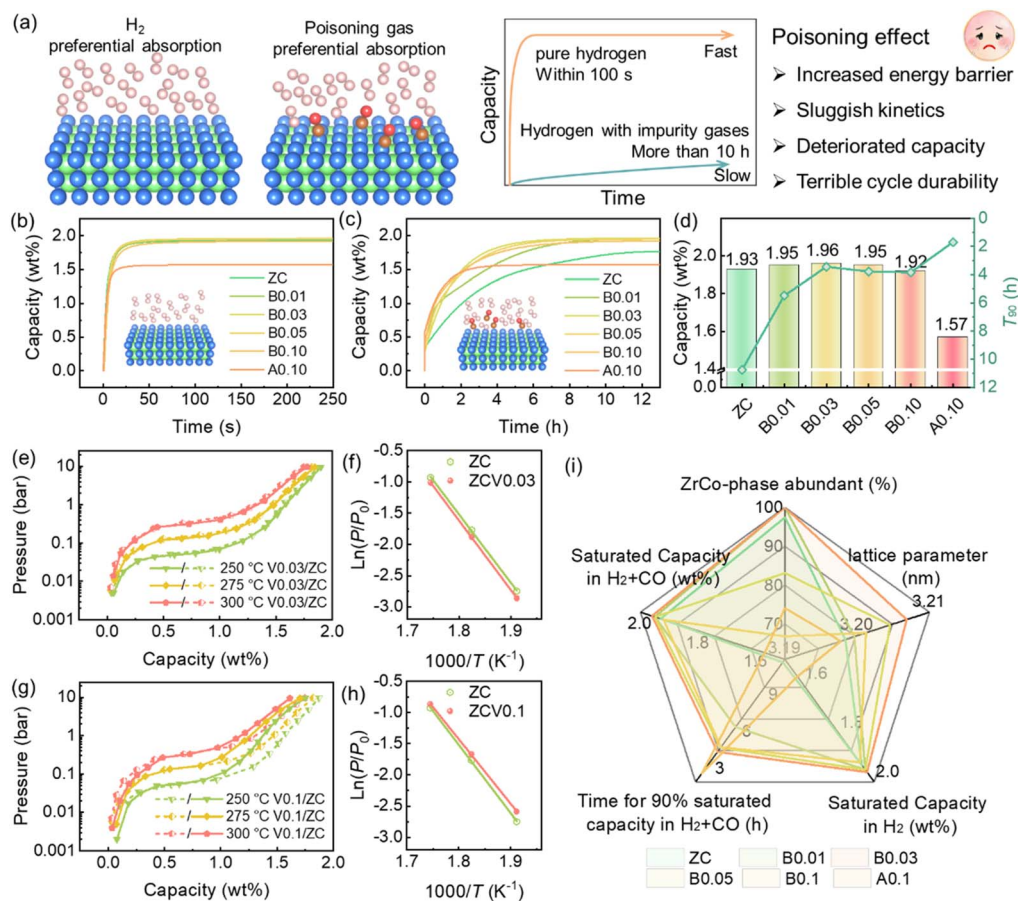 (a)
H2
preferential absorption
Poisoning gas
preferential absorption
Capacity
pure hydrogen
Within 100 s
Fast
Hydrogen with impurity gases
More than 10 h
Slow
Time
Poisoning effect
➢ Increased energy barrier
➢ Sluggish kinetics
➢ Deteriorated capacity
➢ Terrible cycle durability
(b)
Capacity (wt%)
2.0
1.5
1.0
0.5
0.0
ZC
B0.01
B0.03
B0.05
B0.10
A0.10
0 50 100 150 200 250
Time (s)
(c)
Capacity (wt%)
2.0
1.5
1.0
0.5
0.0
ZC
B0.01
B0.03
B0.05
B0.10
A0.10
0 2 4 6 8 10 12
Time (h)
(d)
Capacity (wt%)
2.0
1.8
1.6
1.4
0.0
1.93
1.95
1.96
1.95
1.92
1.57
ZC B0.01 B0.03 B0.05 B0.10 A0.10
0
2
4
6
8
10
12
T90 (h)
(e)
Pressure (bar)
10
1
0.1
0.01
0.001
/ 250 °C V0.03/ZC
/ 275 °C V0.03/ZC
/ 300 °C V0.03/ZC
0.0 0.5 1.0 1.5 2.0
Capacity (wt%)
(f)
Ln(P/P0)
-0.5
-1.0
-1.5
-2.0
-2.5
-3.0
ZC
ZCV0.03
1.74 1.80 1.86 1.92
1000/T (K-1)
(g)
Pressure (bar)
10
1
0.1
0.01
0.001
/ 250 °C V0.1/ZC
/ 275 °C V0.1/ZC
/ 300 °C V0.1/ZC
0.0 0.5 1.0 1.5 2.0
Capacity (wt%)
(h)
Ln(P/P0)
-0.5
-1.0
-1.5
-2.0
-2.5
-3.0
ZC
ZCV0.1
1.74 1.80 1.86 1.92
1000/T (K-1)
(i)
ZrCo-phase abundant (%)
100
90
80
70
Saturated Capacity
in H2+CO (wt%)
2.0
1.8
lattice parameter
(nm)
3.21
3.20
3.19
1.6
9
6
3
2.0
Time for 90% saturated
capacity in H2+CO (h)
Saturated Capacity
in H2 (wt%)
ZC
B0.01
B0.03
B0.05
B0.1
A0.1